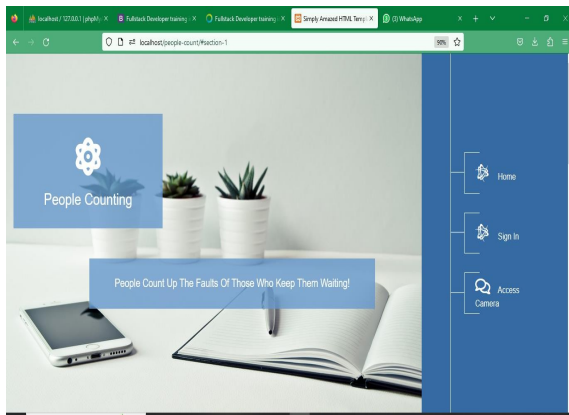 localhost / 127.0.0.1 | phpMy
Fullstack Developer training
Fullstack Developer training
Simply Amazed HTML Templ
(3) WhatsApp
localhost/people-count/#section-1
90%
People Counting
People Count Up The Faults Of Those Who Keep Them Waiting!
Home
Sign In
Access
Camera